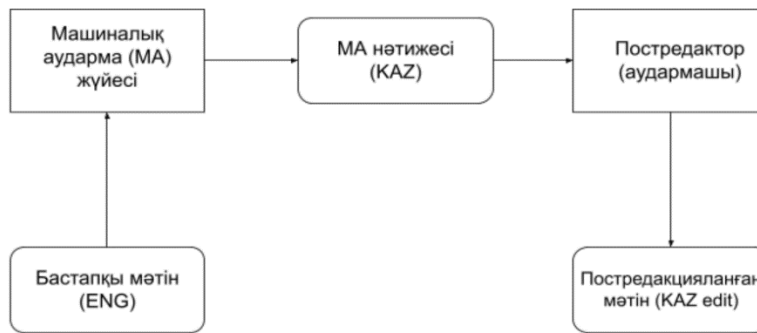 Машиналық
аударма (МА)
жүйесі
МА нәтижесі
(KAZ)
Постредактор
(аудармашы)
Бастапқы мәтін
(ENG)
Постредакцияланған
мәтін (KAZ edit)